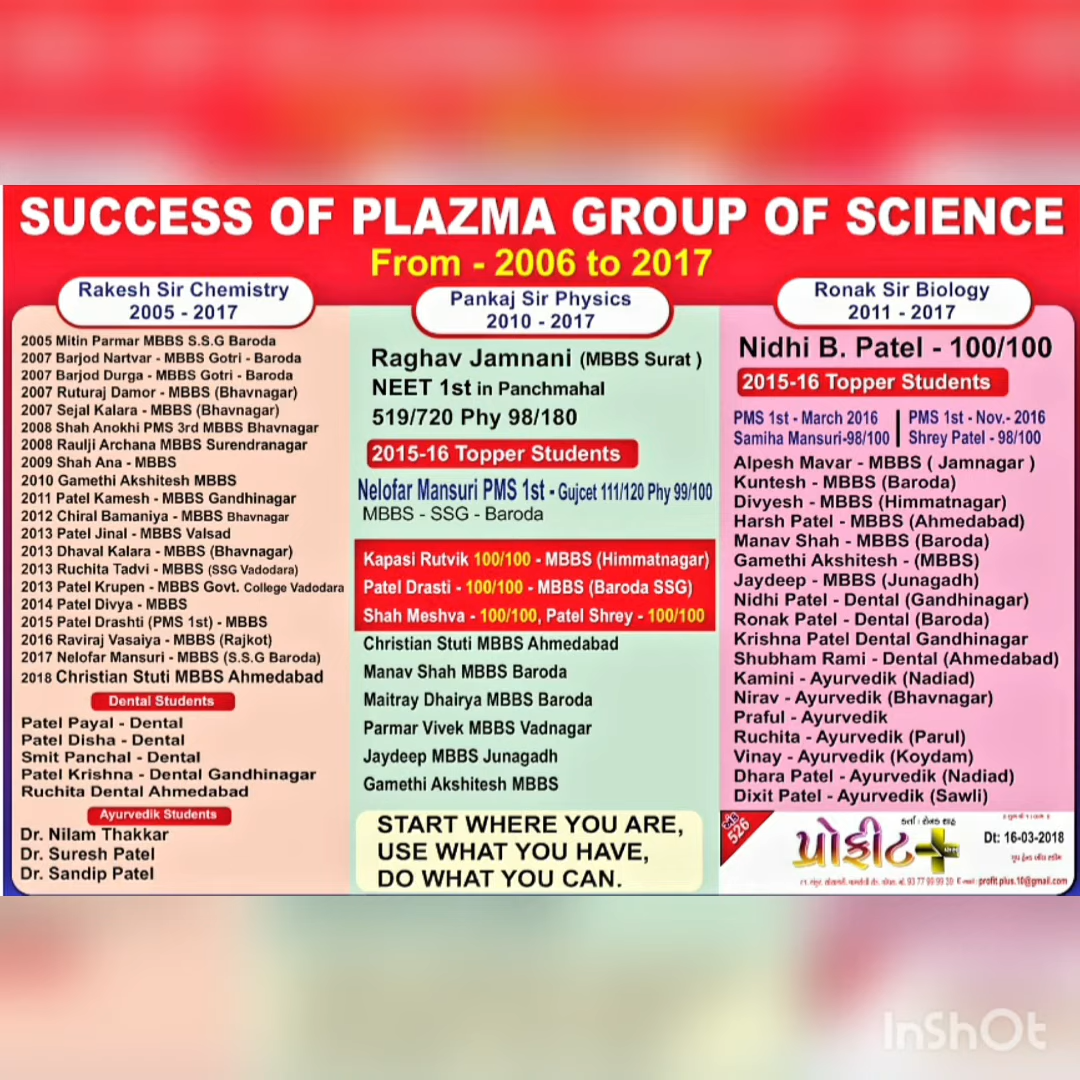 SUCCESS OF PLAZMA GROUP OF SCIENCE
From - 2006 to 2017
Rakesh Sir Chemistry
2005 - 2017
2005 Mitin Parmar MBBS S.S.G Baroda
2007 Barjod Nartvar - MBBS Gotri - Baroda
2007 Barjod Durga - MBBS Gotri - Baroda
2007 Ruturaj Damor - MBBS (Bhavnagar)
2007 Sejal Kalara - MBBS (Bhavnagar)
2008 Shah Anokhi PMS 3rd MBBS Bhavnagar
2008 Raulji Archana MBBS Surendranagar
2009 Shah Ana - MBBS
2010 Gamethi Akshitesh MBBS
2011 Patel Kamesh - MBBS Gandhinagar
2012 Chiral Bamaniya - MBBS Bhavnagar
2013 Patel Jinal - MBBS Valsad
2013 Dhaval Kalara - MBBS (Bhavnagar)
2013 Ruchita Tadvi - MBBS (SSG Vadodara)
2013 Patel Krupen - MBBS Govt. College Vadodara
2014 Patel Divya - MBBS
2015 Patel Drashti (PMS 1st) - MBBS
2016 Raviraj Vasaiya - MBBS (Rajkot)
2017 Nelofar Mansuri - MBBS (S.S.G Baroda)
2018 Christian Stuti MBBS Ahmedabad
Dental Students
Patel Payal - Dental
Patel Disha - Dental
Smit Panchal - Dental
Patel Krishna - Dental Gandhinagar
Ruchita Dental Ahmedabad
Ayurvedik Students
Dr. Nilam Thakkar
Dr. Suresh Patel
Dr. Sandip Patel
Pankaj Sir Physics
2010 - 2017
Raghav Jamnani (MBBS Surat )
NEET 1st in Panchmahal
519/720 Phy 98/180
2015-16 Topper Students
Nelofar Mansuri PMS 1st - Gujcet 111/120 Phy 99/100
MBBS - SSG - Baroda
Kapasi Rutvik 100/100 - MBBS (Himmatnagar)
Patel Drasti - 100/100 - MBBS (Baroda SSG)
Shah Meshva - 100/100, Patel Shrey - 100/100
Christian Stuti MBBS Ahmedabad
Manav Shah MBBS Baroda
Maitray Dhairya MBBS Baroda
Parmar Vivek MBBS Vadnagar
Jaydeep MBBS Junagadh
Gamethi Akshitesh MBBS
START WHERE YOU ARE,
USE WHAT YOU HAVE,
DO WHAT YOU CAN.
Ronak Sir Biology
2011 - 2017
Nidhi B. Patel - 100/100
2015-16 Topper Students
PMS 1st - March 2016
Samiha Mansuri-98/100
PMS 1st - Nov.- 2016
Shrey Patel - 98/100
Alpesh Mavar - MBBS ( Jamnagar )
Kuntesh - MBBS (Baroda)
Divyesh - MBBS (Himmatnagar)
Harsh Patel - MBBS (Ahmedabad)
Manav Shah - MBBS (Baroda)
Gamethi Akshitesh - (MBBS)
Jaydeep - MBBS (Junagadh)
Nidhi Patel - Dental (Gandhinagar)
Ronak Patel - Dental (Baroda)
Krishna Patel Dental Gandhinagar
Shubham Rami - Dental (Ahmedabad)
Kamini - Ayurvedik (Nadiad)
Nirav - Ayurvedik (Bhavnagar)
Praful - Ayurvedik
Ruchita - Ayurvedik (Parul)
Vinay - Ayurvedik (Koydam)
Dhara Patel - Ayurvedik (Nadiad)
Dixit Patel - Ayurvedik (Sawli)
526
પ્રોફીટ
Dt: 16-03-2018
profit.plus.10@gmail.com
InShOt